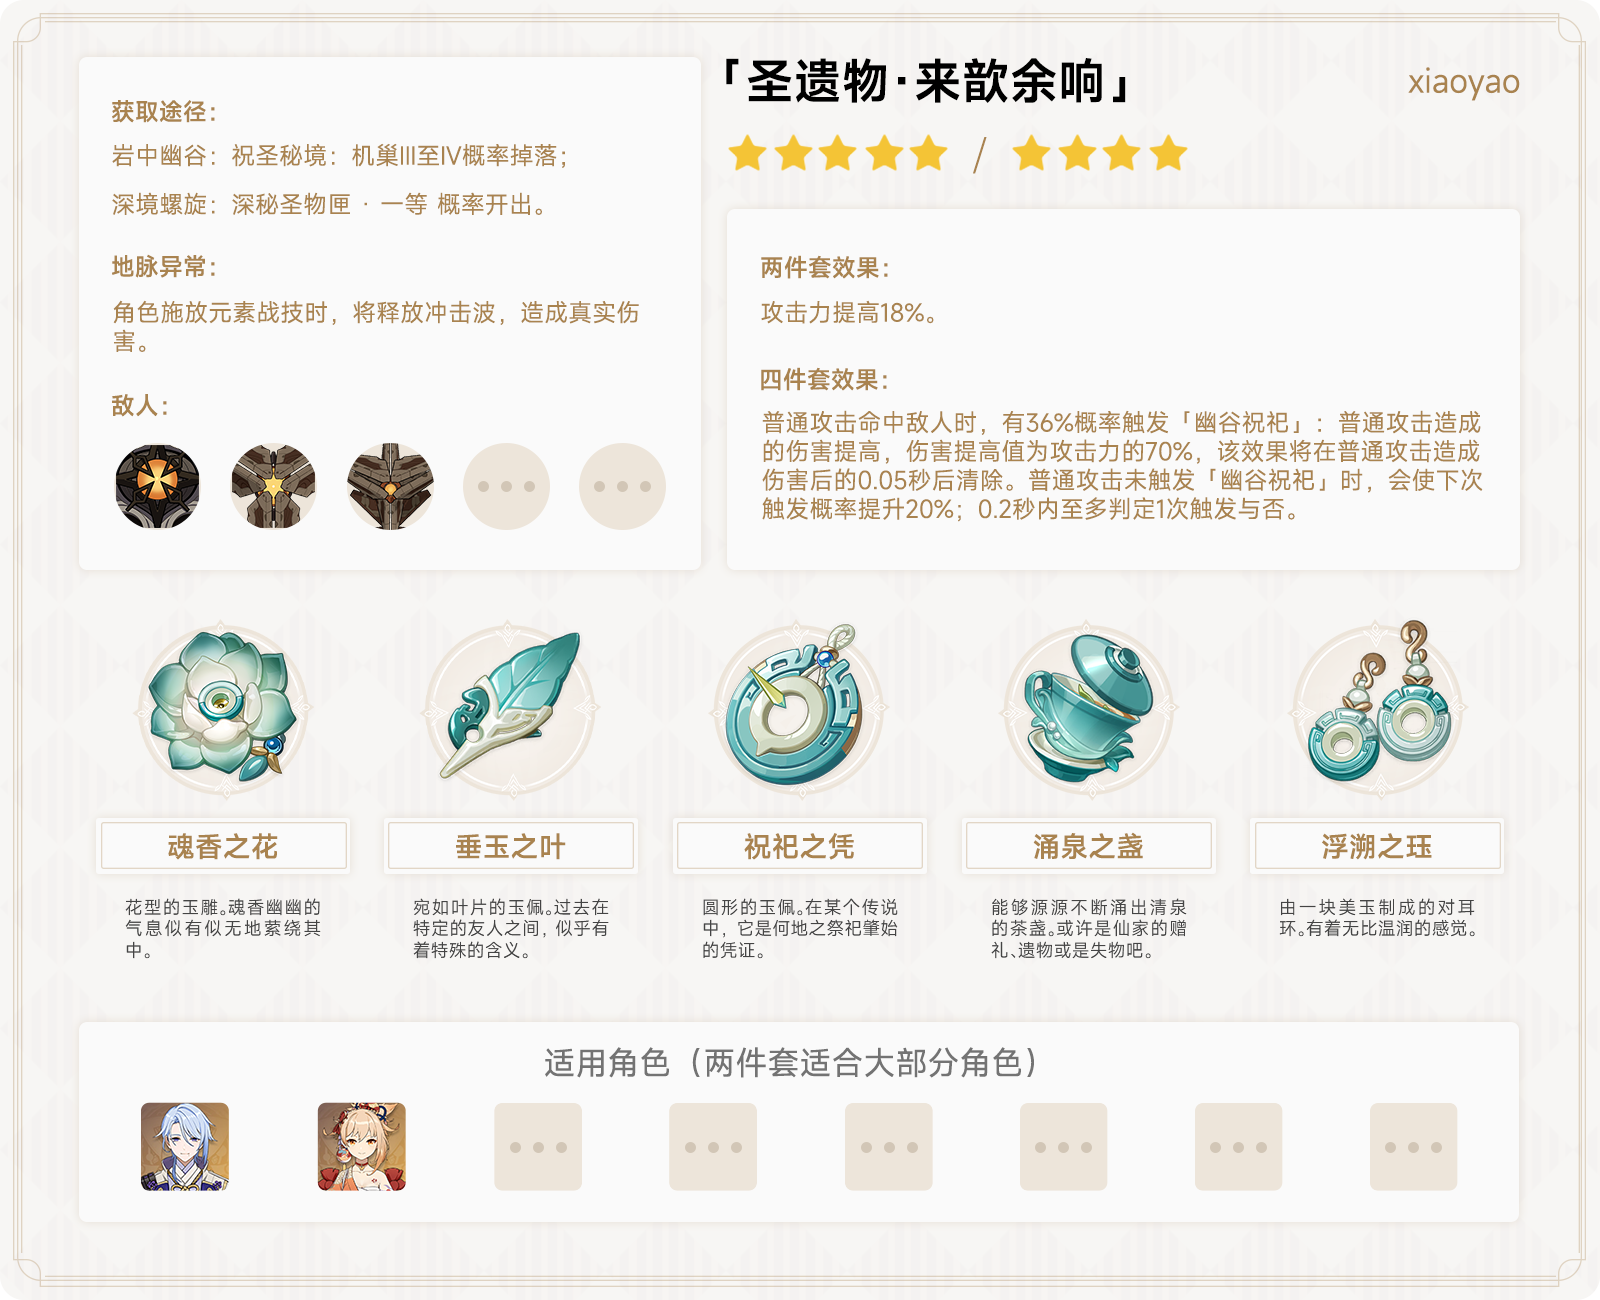 获取途径：
岩中幽谷：祝圣秘境：机巢III至IV概率掉落；
深境螺旋：深秘圣物匣 · 一等 概率开出。
地脉异常：
角色施放元素战技时，将释放冲击波，造成真实伤
害。
敌人：
「圣遗物·来歆余响」
xiaoyao
/
两件套效果：
攻击力提高18%。
四件套效果：
普通攻击命中敌人时，有36%概率触发「幽谷祝祀」：普通攻击造成
的伤害提高，伤害提高值为攻击力的70%，该效果将在普通攻击造成
伤害后的0.05秒后清除。普通攻击未触发「幽谷祝祀」时，会使下次
触发概率提升20%；0.2秒内至多判定1次触发与否。
魂香之花
花型的玉雕。魂香幽幽的
气息似有似无地萦绕其
中。
垂玉之叶
宛如叶片的玉佩。过去在
特定的友人之间，似乎有
着特殊的含义。
祝祀之凭
圆形的玉佩。在某个传说
中，它是何地之祭祀肇始
的凭证。
涌泉之盏
能够源源不断涌出清泉
的茶盏。或许是仙家的赠
礼、遗物或是失物吧。
浮溯之珏
由一块美玉制成的对耳
环。有着无比温润的感觉。
适用角色（两件套适合大部分角色）